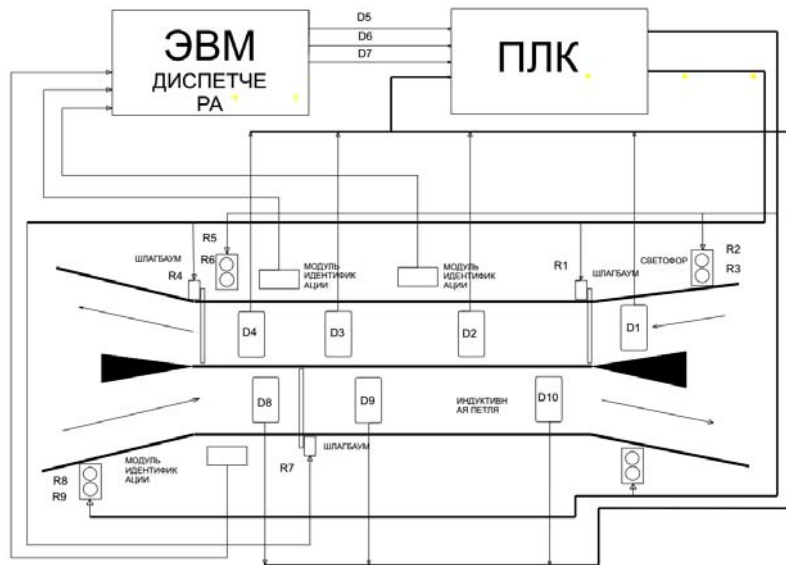 D5
D6
D7
ЭВМ
ДИСПЕТЧЕ
РА
ПЛК
ШЛАГБАУМ
R4
R5
R6
МОДУЛЬ
ИДЕНТИФИК
АЦИИ
МОДУЛЬ
ИДЕНТИФИК
АЦИИ
R1
ШЛАГБАУМ
СВЕТОФОР
R2
R3
D4
D3
D2
D1
D8
D9
ИНДУКТИВН
АЯ ПЕТЛЯ
D10
R8
R9
МОДУЛЬ
ИДЕНТИФИК
АЦИИ
R7
ШЛАГБАУМ